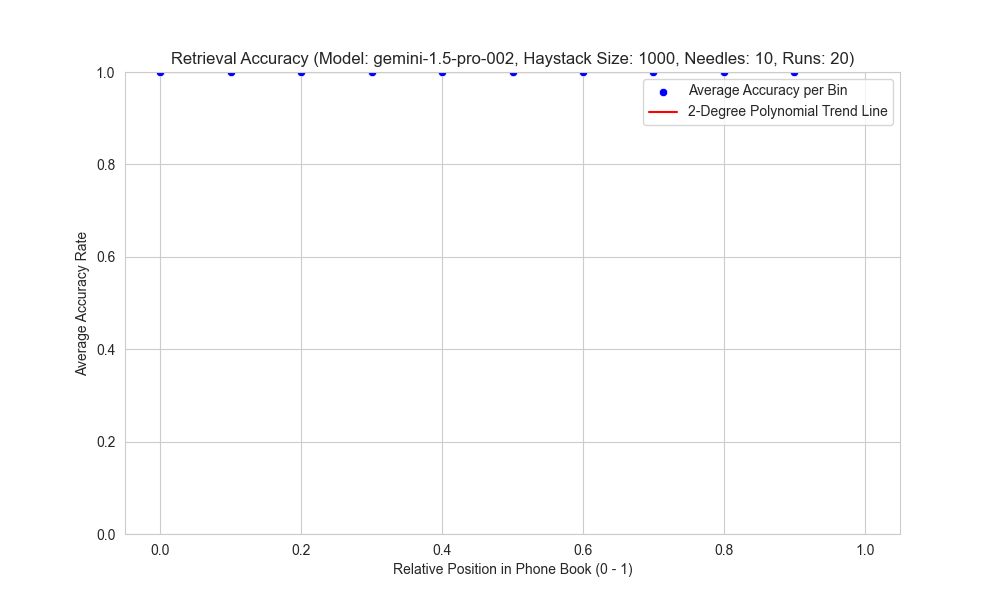 Retrieval Accuracy (Model: gemini-1.5-pro-002, Haystack Size: 1000, Needles: 10, Runs: 20)
Average Accuracy per Bin
2-Degree Polynomial Trend Line
1.0
0.8
0.6
0.4
0.2
0.0
Average Accuracy Rate
0.0 0.2 0.4 0.6 0.8 1.0
Relative Position in Phone Book (0 - 1)